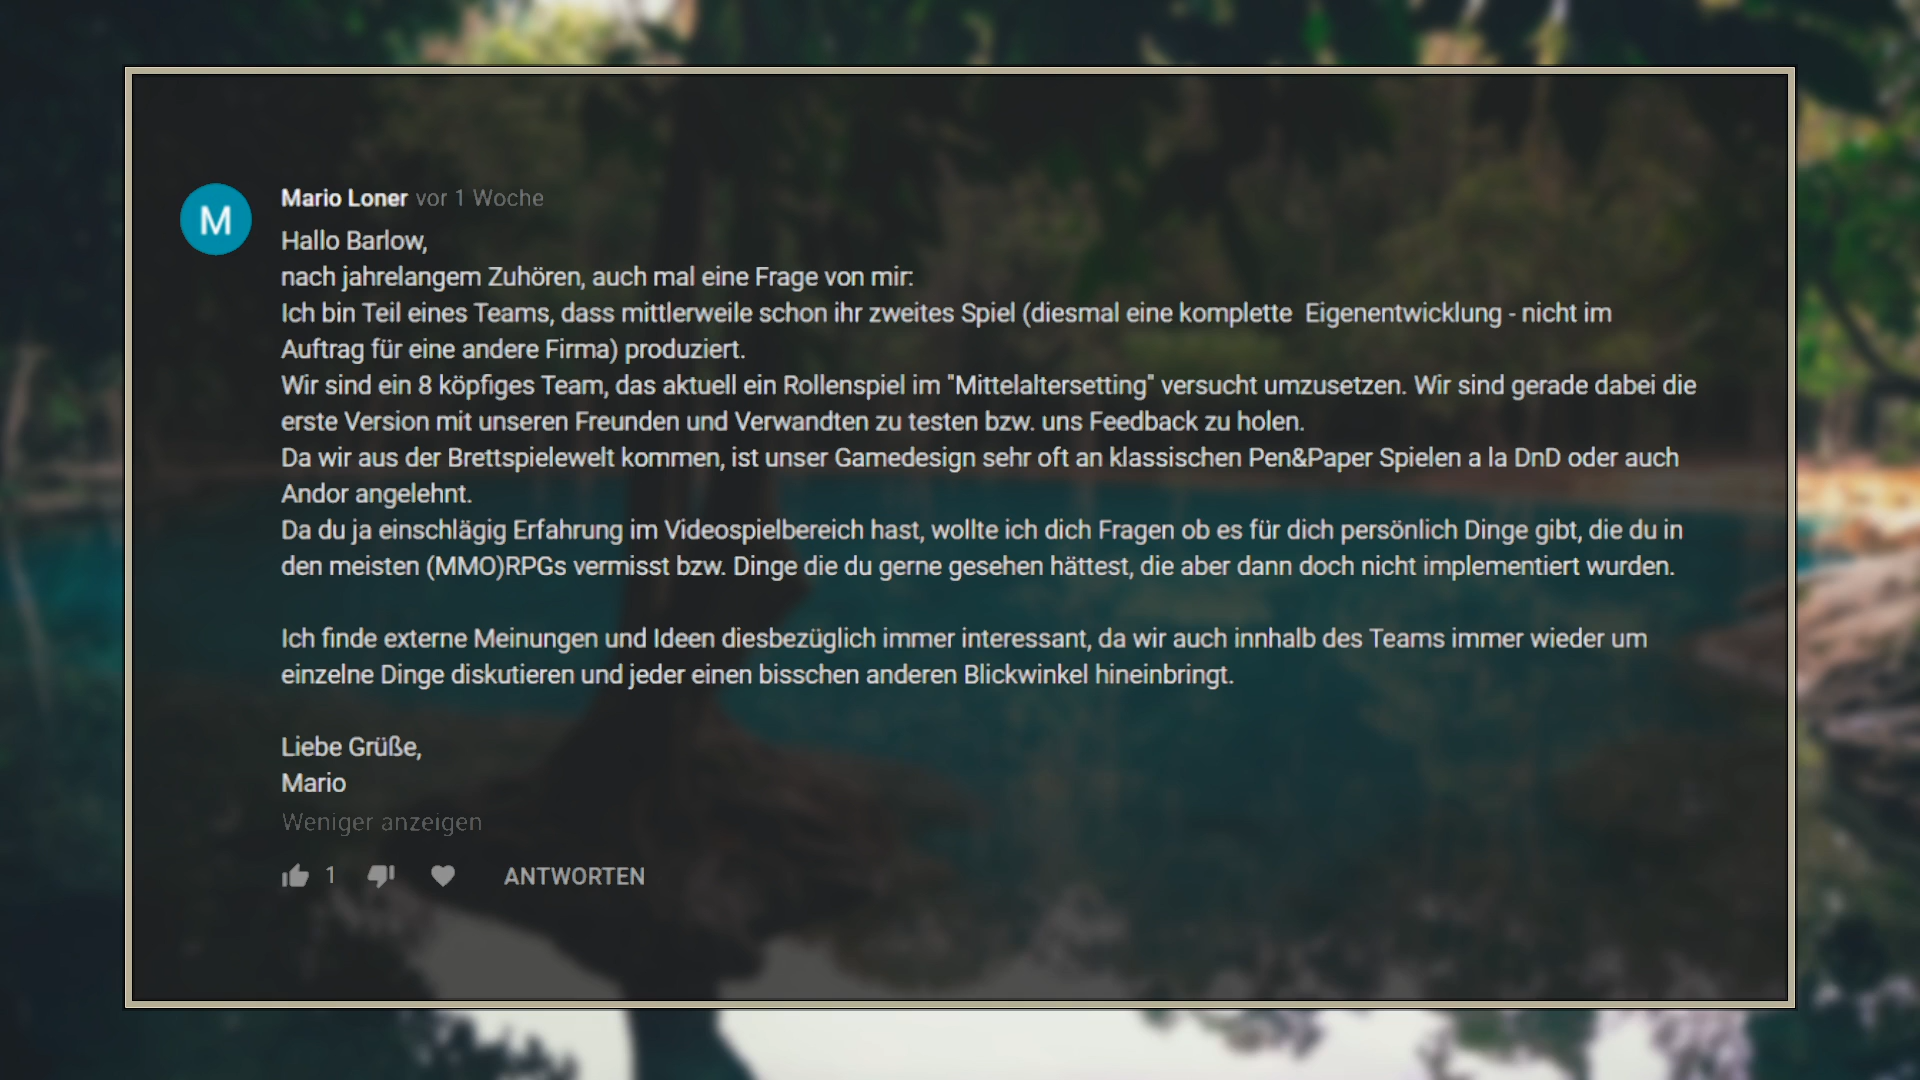 M
Mario Loner vor 1 Woche
Hallo Barlow,
nach jahrelangem Zuhören, auch mal eine Frage von mir:
Ich bin Teil eines Teams, dass mittlerweile schon ihr zweites Spiel (diesmal eine komplette  Eigenentwicklung - nicht im
Auftrag für eine andere Firma) produziert.
Wir sind ein 8 köpfiges Team, das aktuell ein Rollenspiel im "Mittelaltersetting" versucht umzusetzen. Wir sind gerade dabei die
erste Version mit unseren Freunden und Verwandten zu testen bzw. uns Feedback zu holen.
Da wir aus der Brettspielewelt kommen, ist unser Gamedesign sehr oft an klassischen Pen&Paper Spielen a la DnD oder auch
Andor angelehnt.
Da du ja einschlägig Erfahrung im Videospielbereich hast, wollte ich dich Fragen ob es für dich persönlich Dinge gibt, die du in
den meisten (MMO)RPGs vermisst bzw. Dinge die du gerne gesehen hättest, die aber dann doch nicht implementiert wurden.
Ich finde externe Meinungen und Ideen diesbezüglich immer interessant, da wir auch innhalb des Teams immer wieder um
einzelne Dinge diskutieren und jeder einen bisschen anderen Blickwinkel hineinbringt.
Liebe Grüße,
Mario
Weniger anzeigen
1 ANTWORTEN